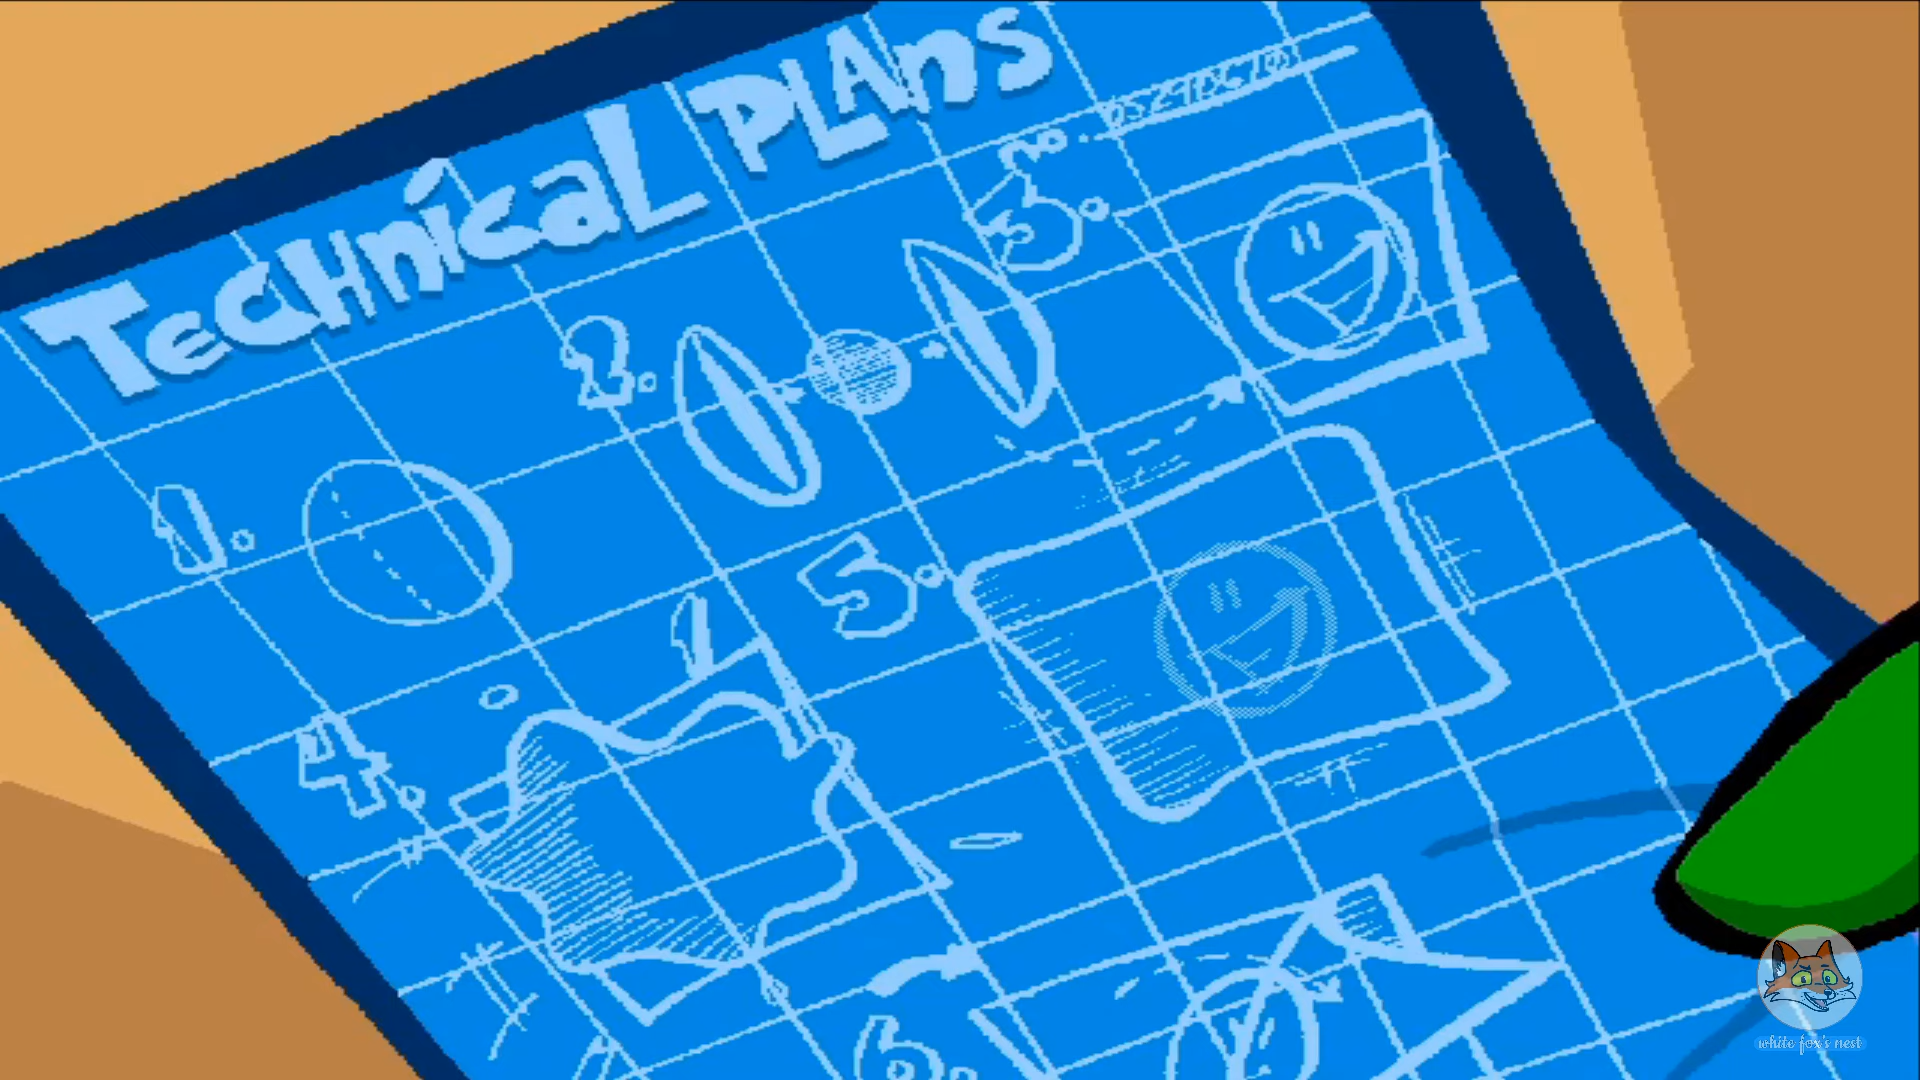 TecHnical PLAns
no.
1.
2.
3.
4.
5.
6.
white fox's nest